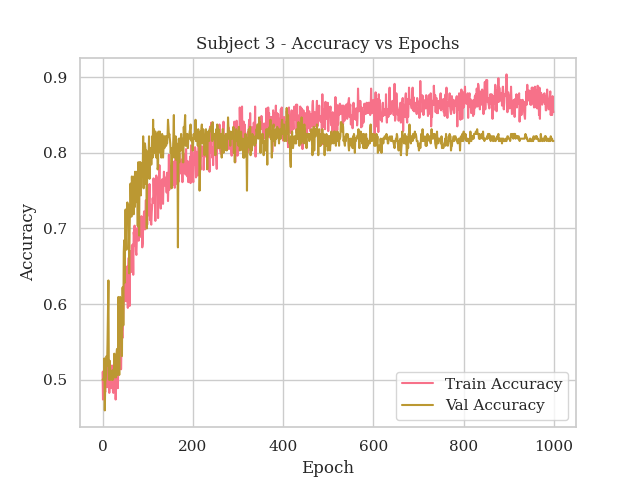 Subject 3 - Accuracy vs Epochs
0.9
0.8
0.7
0.6
0.5
Accuracy
0 200 400 600 800 1000
Epoch
Train Accuracy
Val Accuracy